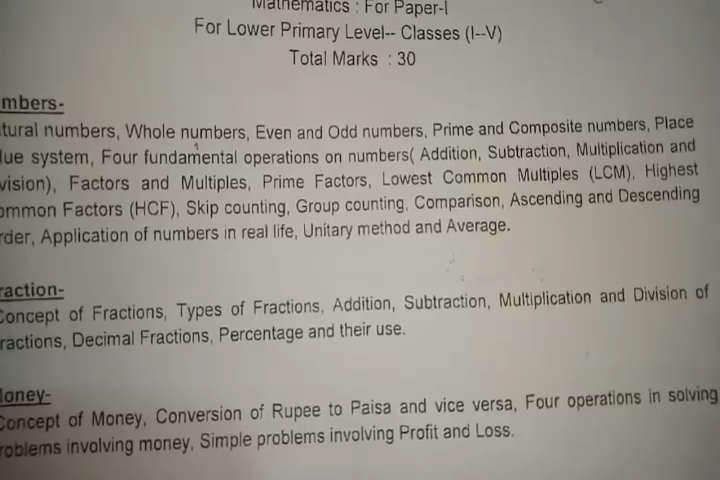 Mathematics : For Paper-I
For Lower Primary Level-- Classes (I--V)
Total Marks : 30
mbers-
tural numbers, Whole numbers, Even and Odd numbers, Prime and Composite numbers, Place
lue system, Four fundamental operations on numbers( Addition, Subtraction, Multiplication and
vision), Factors and Multiples, Prime Factors, Lowest Common Multiples (LCM), Highest
ommon Factors (HCF), Skip counting, Group counting, Comparison, Ascending and Descending
rder, Application of numbers in real life, Unitary method and Average.
raction-
Concept of Fractions, Types of Fractions, Addition, Subtraction, Multiplication and Division of
ractions, Decimal Fractions, Percentage and their use.
Money-
Concept of Money, Conversion of Rupee to Paisa and vice versa, Four operations in solving
roblems involving money, Simple problems involving Profit and Loss.